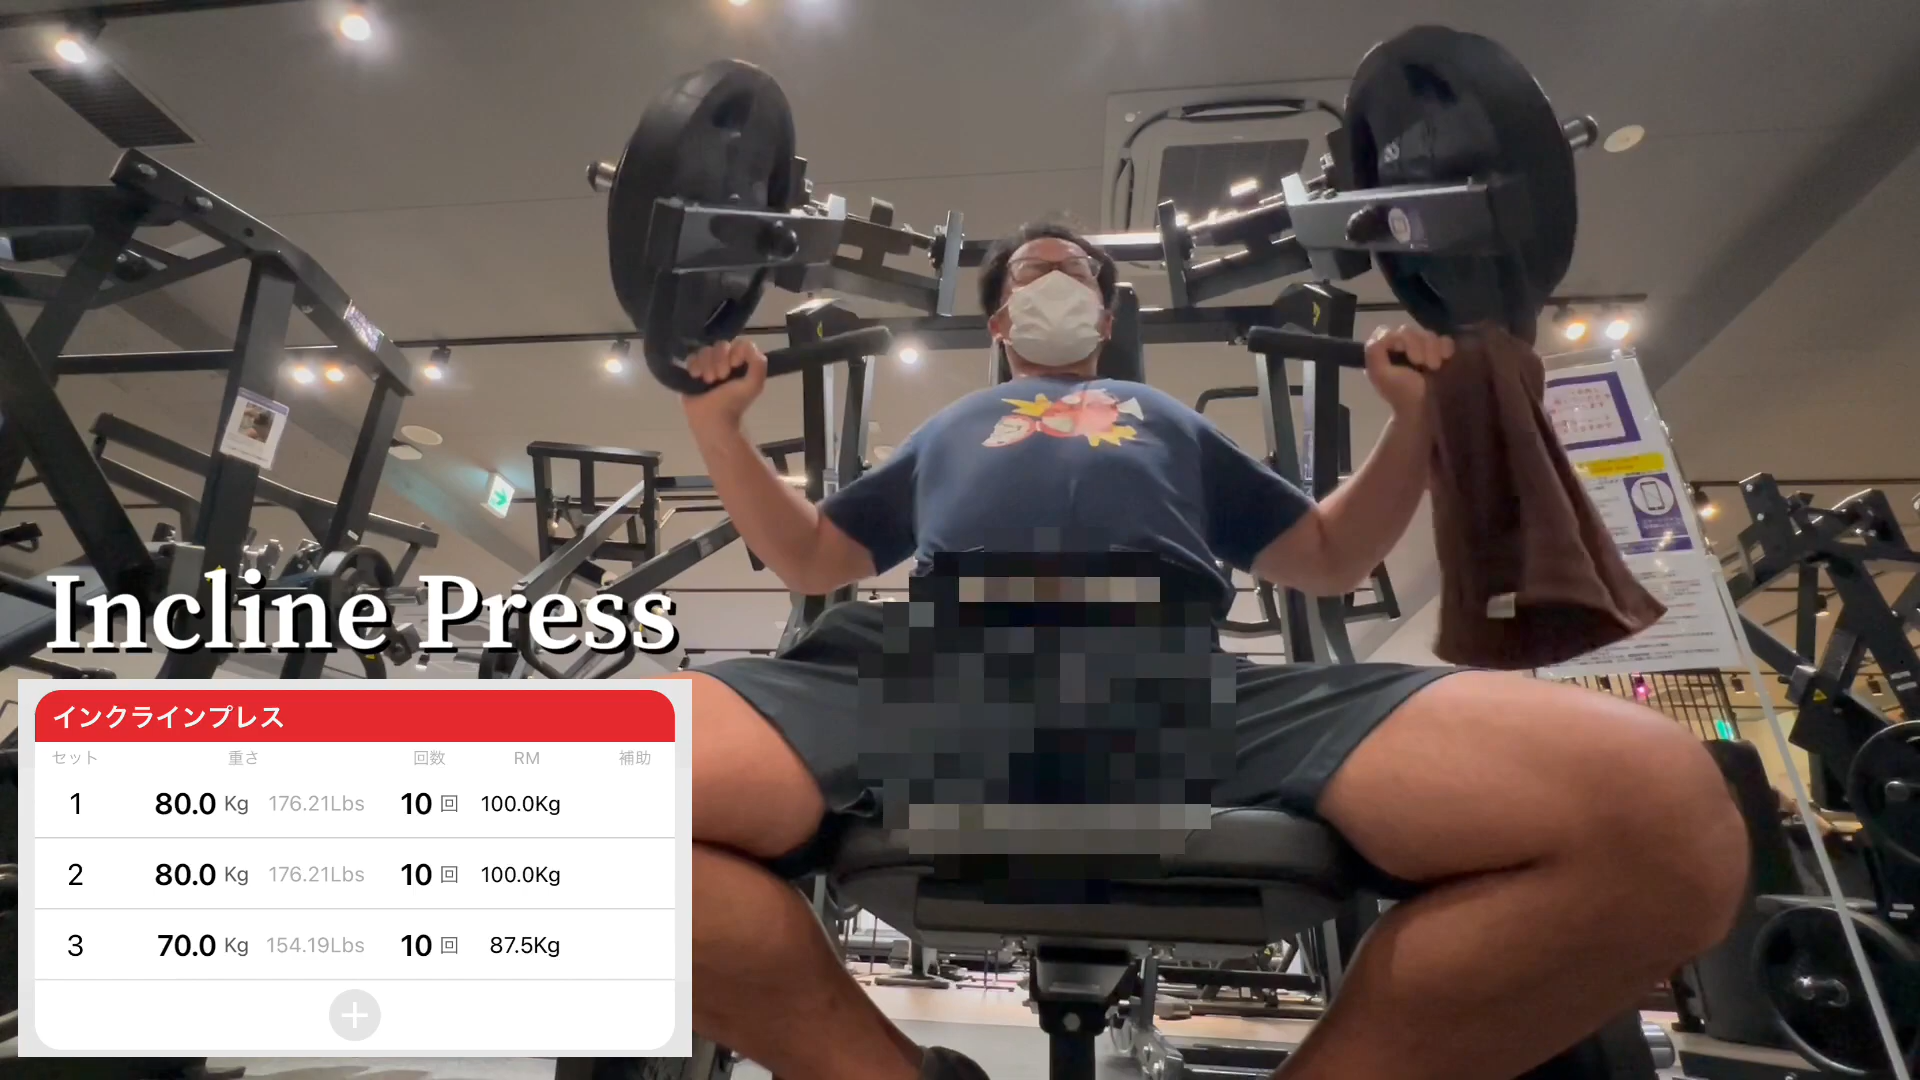 Incline Press
インクラインプレス
セット 重さ 回数 RM 補助
1 80.0 Kg 176.21Lbs 10 回 100.0Kg
2 80.0 Kg 176.21Lbs 10 回 100.0Kg
3 70.0 Kg 154.19Lbs 10 回 87.5Kg